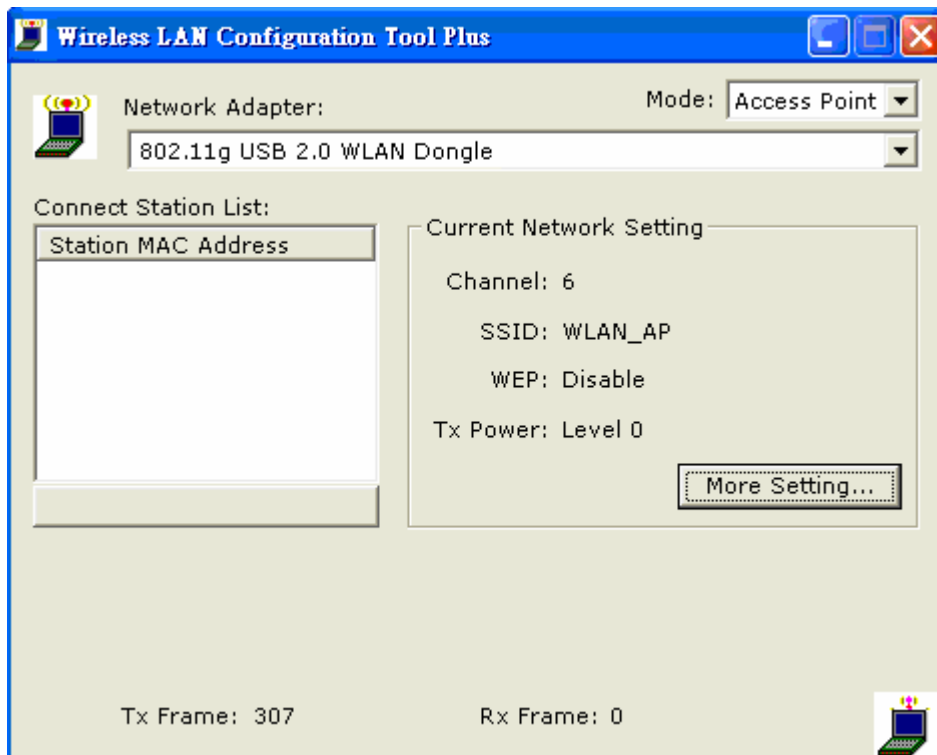 Wireless LAN Configuration Tool Plus
Network Adapter:
Mode: Access Point
802.11g USB 2.0 WLAN Dongle
Connect Station List:
Station MAC Address
Current Network Setting
Channel: 6
SSID: WLAN_AP
WEP: Disable
Tx Power: Level 0
More Setting...
Tx Frame: 307
Rx Frame: 0